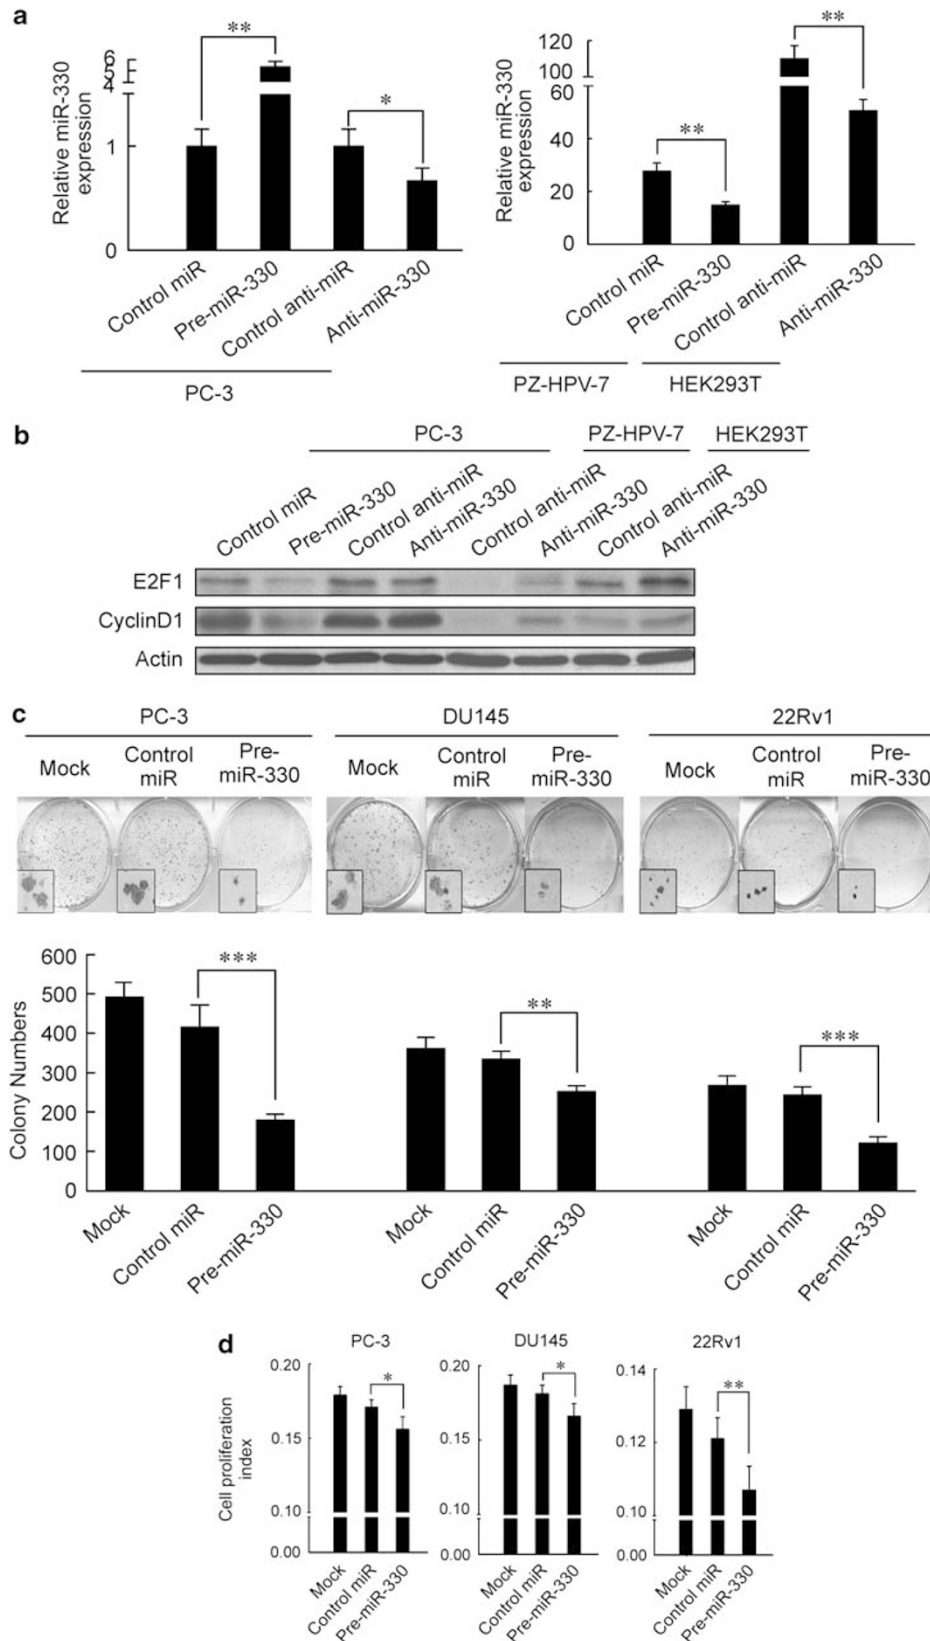 a
**
6
5
4
1
0
*
Relative miR-330
expression
Control miR
Pre-miR-330
Control anti-miR
Anti-miR-330
PC-3
**
120
100
60
40
20
0
**
Relative miR-330
expression
Control miR
Pre-miR-330
Control anti-miR
Anti-miR-330
PZ-HPV-7
HEK293T
b
PC-3
PZ-HPV-7
HEK293T
Control miR
Pre-miR-330
Control anti-miR
Anti-miR-330
Control anti-miR
Anti-miR-330
Control anti-miR
Anti-miR-330
E2F1
CyclinD1
Actin
c
PC-3
DU145
22Rv1
Mock
Control
miR
Pre-
miR-330
Mock
Control
miR
Pre-
miR-330
Mock
Control
miR
Pre-
miR-330
Colony Numbers
600
500
400
300
200
100
0
***
**
***
Mock
Control miR
Pre-miR-330
Mock
Control miR
Pre-miR-330
Mock
Control miR
Pre-miR-330
d
PC-3
DU145
22Rv1
Cell proliferation
index
0.20
0.15
0.10
0.00
*
Mock
Control miR
Pre-miR-330
0.20
0.15
0.10
0.00
*
Mock
Control miR
Pre-miR-330
0.14
0.12
0.10
0.00
**
Mock
Control miR
Pre-miR-330